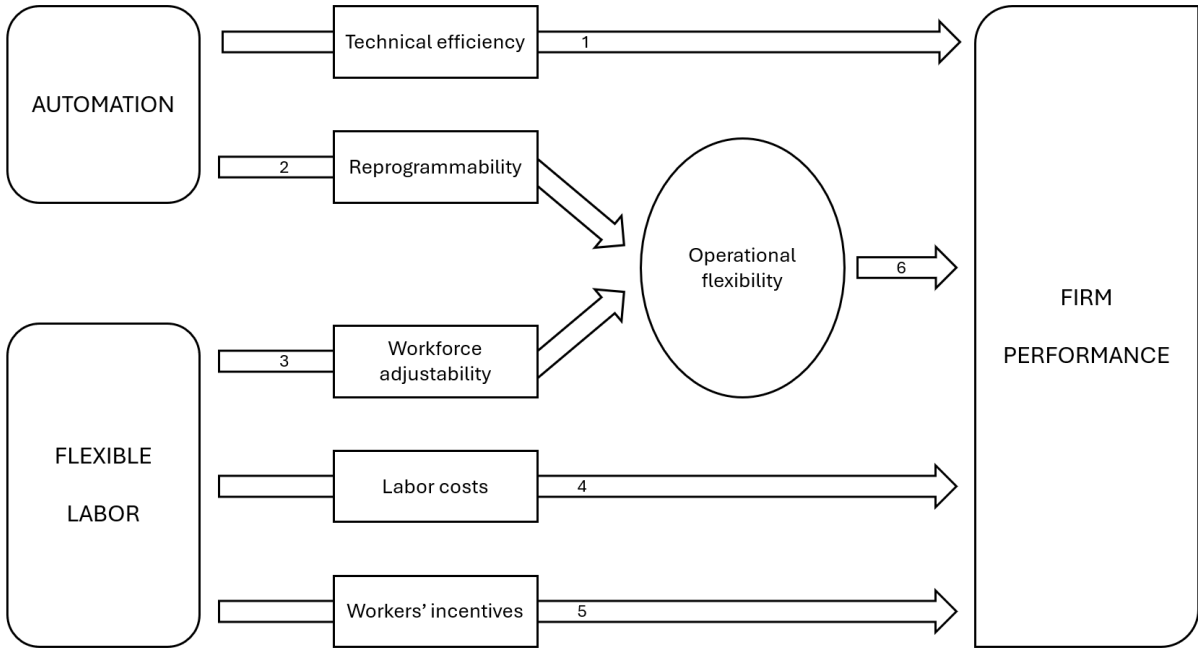 AUTOMATION
Technical efficiency
1
2
Reprogrammability
Operational
flexibility
6
FIRM
PERFORMANCE
3
Workforce
adjustability
FLEXIBLE
LABOR
Labor costs
4
Workers’ incentives
5